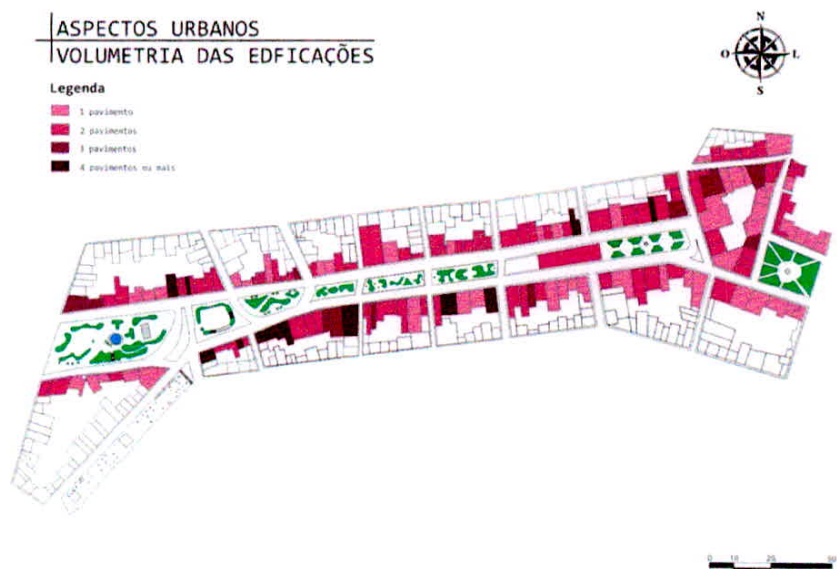 ASPECTOS URBANOS
VOLUMETRIA DAS EDFICAÇÕES
Legenda
1 pavimento
2 pavimentos
3 pavimentos
4 pavimentos ou mais
N
O L
S
0 10 25 50